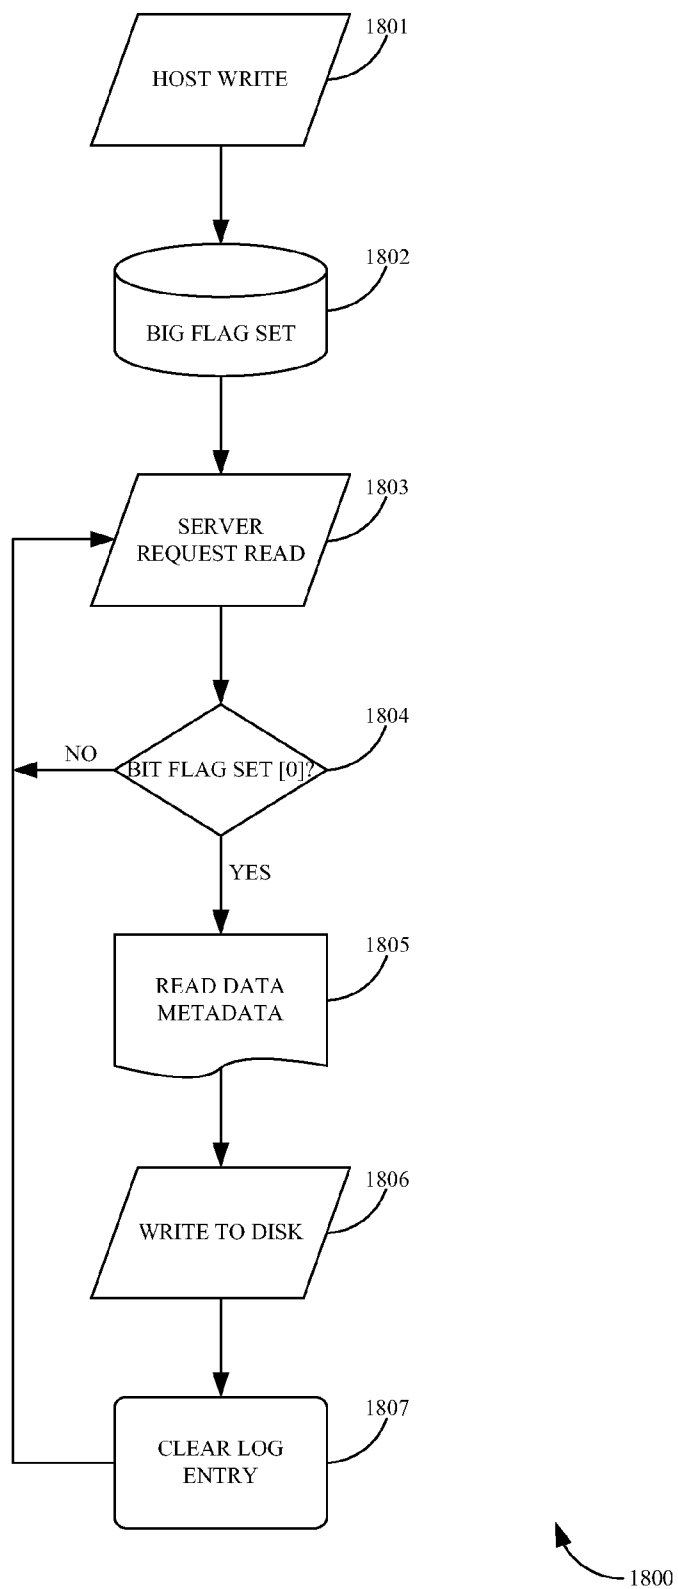 1801
HOST WRITE
1802
BIG FLAG SET
1803
SERVER
REQUEST READ
1804
NO
BIT FLAG SET [0]?
YES
1805
READ DATA
METADATA
1806
WRITE TO DISK
1807
CLEAR LOG
ENTRY
1800